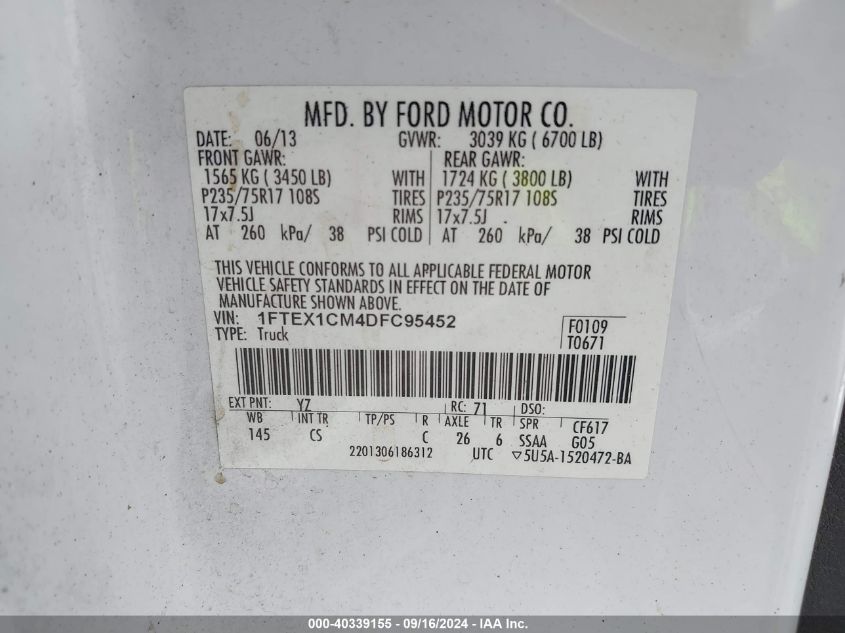 MFD. BY FORD MOTOR CO.
DATE: 06/13 GVWR: 3039 KG ( 6700 LB)
FRONT GAWR: REAR GAWR:
1565 KG ( 3450 LB) WITH 1724 KG ( 3800 LB) WITH
P235/75R17 108S TIRES P235/75R17 108S TIRES
17x7.5J RIMS 17x7.5J RIMS
AT 260 kPa/ 38 PSI COLD AT 260 kPa/ 38 PSI COLD
THIS VEHICLE CONFORMS TO ALL APPLICABLE FEDERAL MOTOR
VEHICLE SAFETY STANDARDS IN EFFECT ON THE DATE OF
MANUFACTURE SHOWN ABOVE.
VIN: 1FTEX1CM4DFC95452 F0109
TYPE: Truck T0671
EXT PNT: YZ RC: 71 DSO:
WB INT TR TP/PS R AXLE TR SPR CF617
145 CS C 26 6 SSAA G05
2201306186312 UTC ▽5U5A-1520472-BA
000-40339155 - 09/16/2024 - IAA Inc.